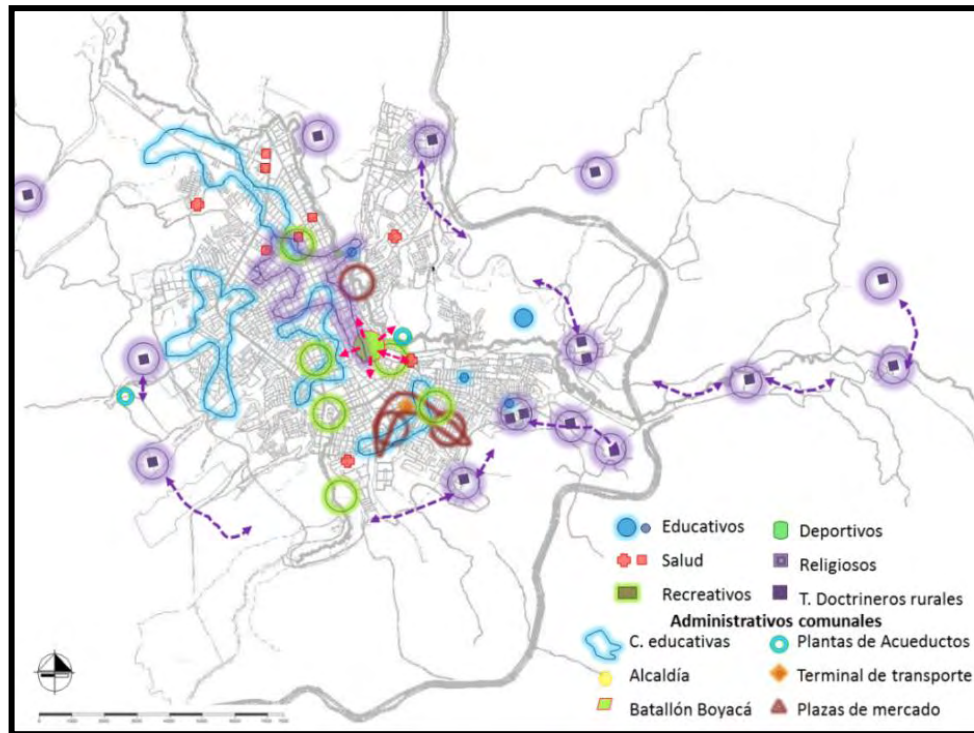 Educativos
Deportivos
Salud
Religiosos
Recreativos
T. Doctrineros rurales
Administrativos comunales
C. educativas
Plantas de Acueductos
Alcaldía
Terminal de transporte
Batallón Boyacá
Plazas de mercado